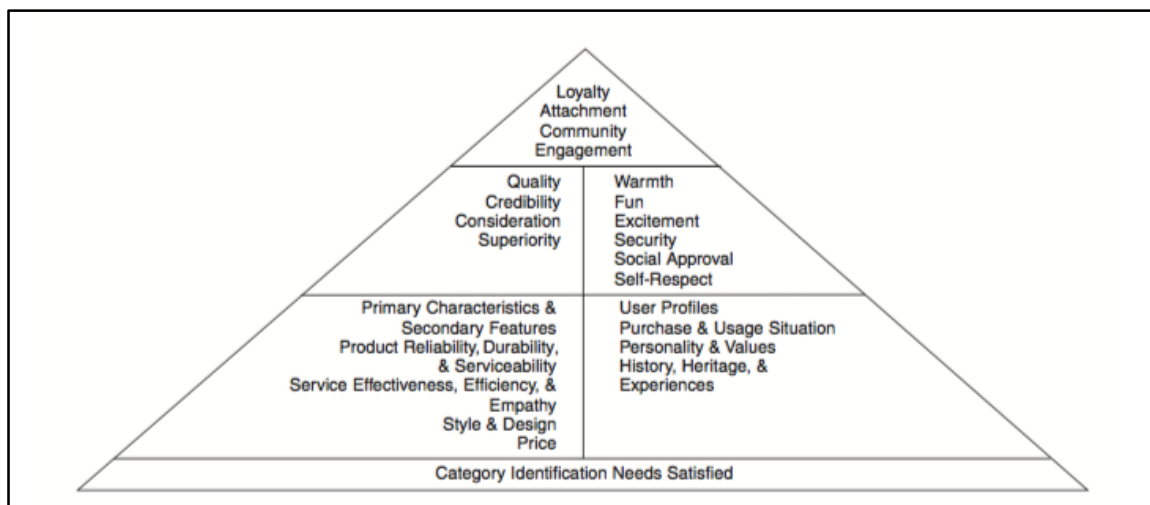 Loyalty
Attachment
Community
Engagement
Quality
Credibility
Consideration
Superiority
Warmth
Fun
Excitement
Security
Social Approval
Self-Respect
Primary Characteristics &
Secondary Features
Product Reliability, Durability,
& Serviceability
Service Effectiveness, Efficiency, &
Empathy
Style & Design
Price
User Profiles
Purchase & Usage Situation
Personality & Values
History, Heritage, &
Experiences
Category Identification Needs Satisfied